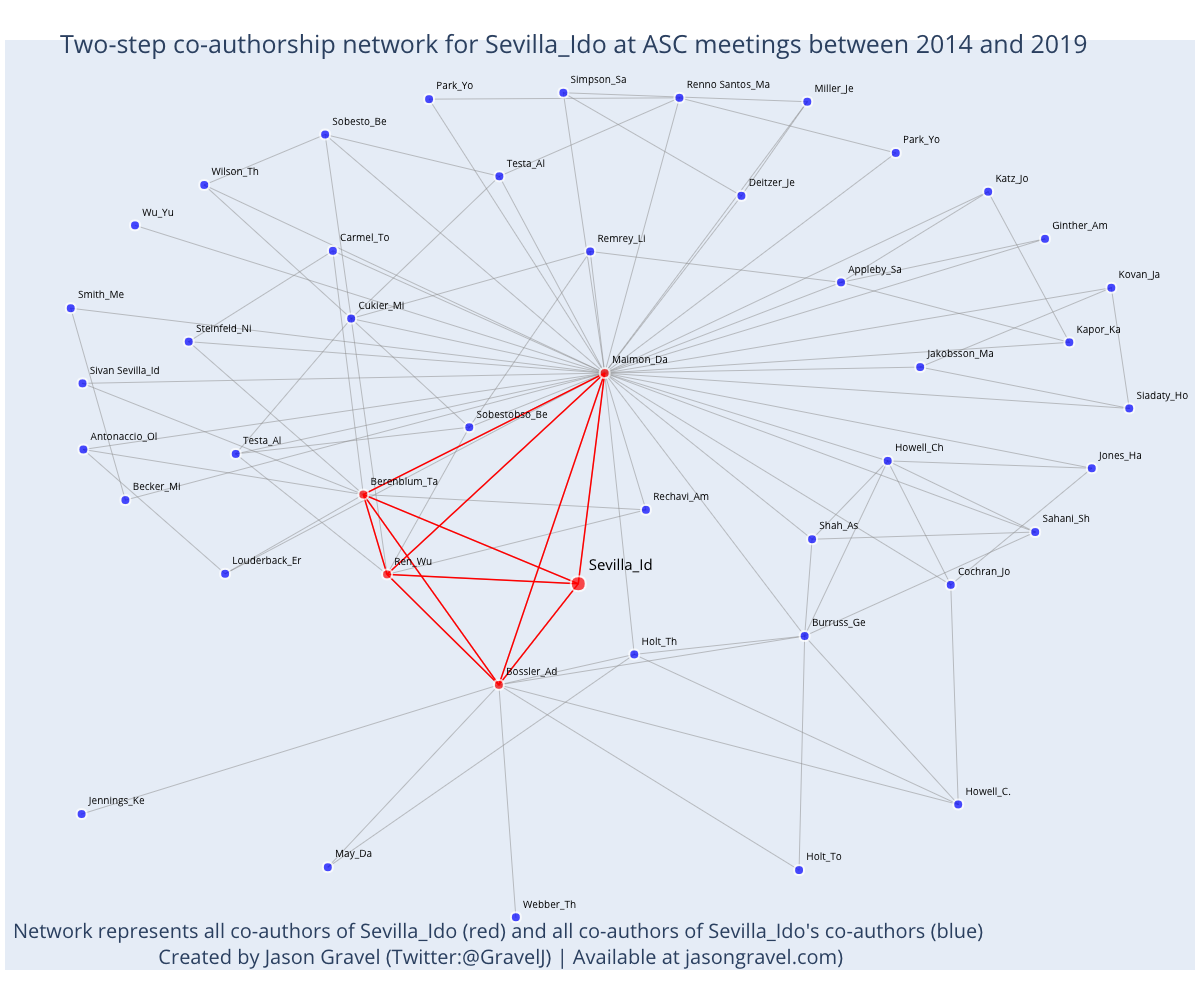 Two-step co-authorship network for Sevilla_Ido at ASC meetings between 2014 and 2019
Simpson_Sa
Park_Yo
Renno Santos_Ma
Miller_Je
Sobesto_Be
Park_Yo
Testa_Al
Wilson_Th
Katz_Jo
Deitzer_Je
Wu_Yu
Ginther_Am
Carmel_To
Remrey_Li
Appleby_Sa
Kovan_Ja
Smith_Me
Cukier_Mi
Steinfeld_Ni
Kapor_Ka
Jakobsson_Ma
Maimon_Da
Sivan Sevilla_Id
Siadaty_Ho
Sobestobso_Be
Antonaccio_Ol
Testa_Al
Howell_Ch
Jones_Ha
Berenblum_Ta
Becker_Mi
Rechavi_Am
Sahani_Sh
Shah_As
Louderback_Er
Ren_Wu
Sevilla_Id
Cochran_Jo
Burruss_Ge
Holt_Th
Bossler_Ad
Howell_C.
Jennings_Ke
May_Da
Holt_To
Webber_Th
Network represents all co-authors of Sevilla_Ido (red) and all co-authors of Sevilla_Ido's co-authors (blue)
Created by Jason Gravel (Twitter:@GravelJ) | Available at jasongravel.com)